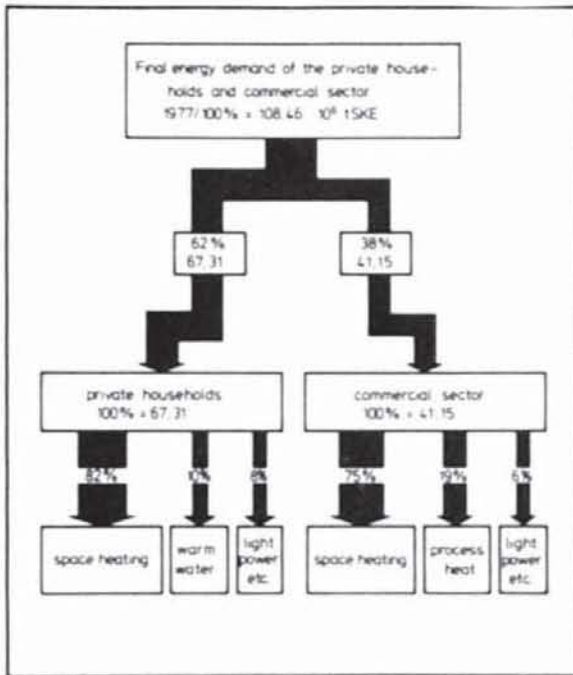 Final energy demand of the private house-
holds and commercial sector
1977/100% = 108.46 10⁶ tSKE
62%
67,31
38%
41,15
private households
100% = 67,31
commercial sector
100% = 41,15
82%
10%
8%
75%
19%
6%
space heating
warm
water
light
power
etc.
space heating
process
heat
light
power
etc.